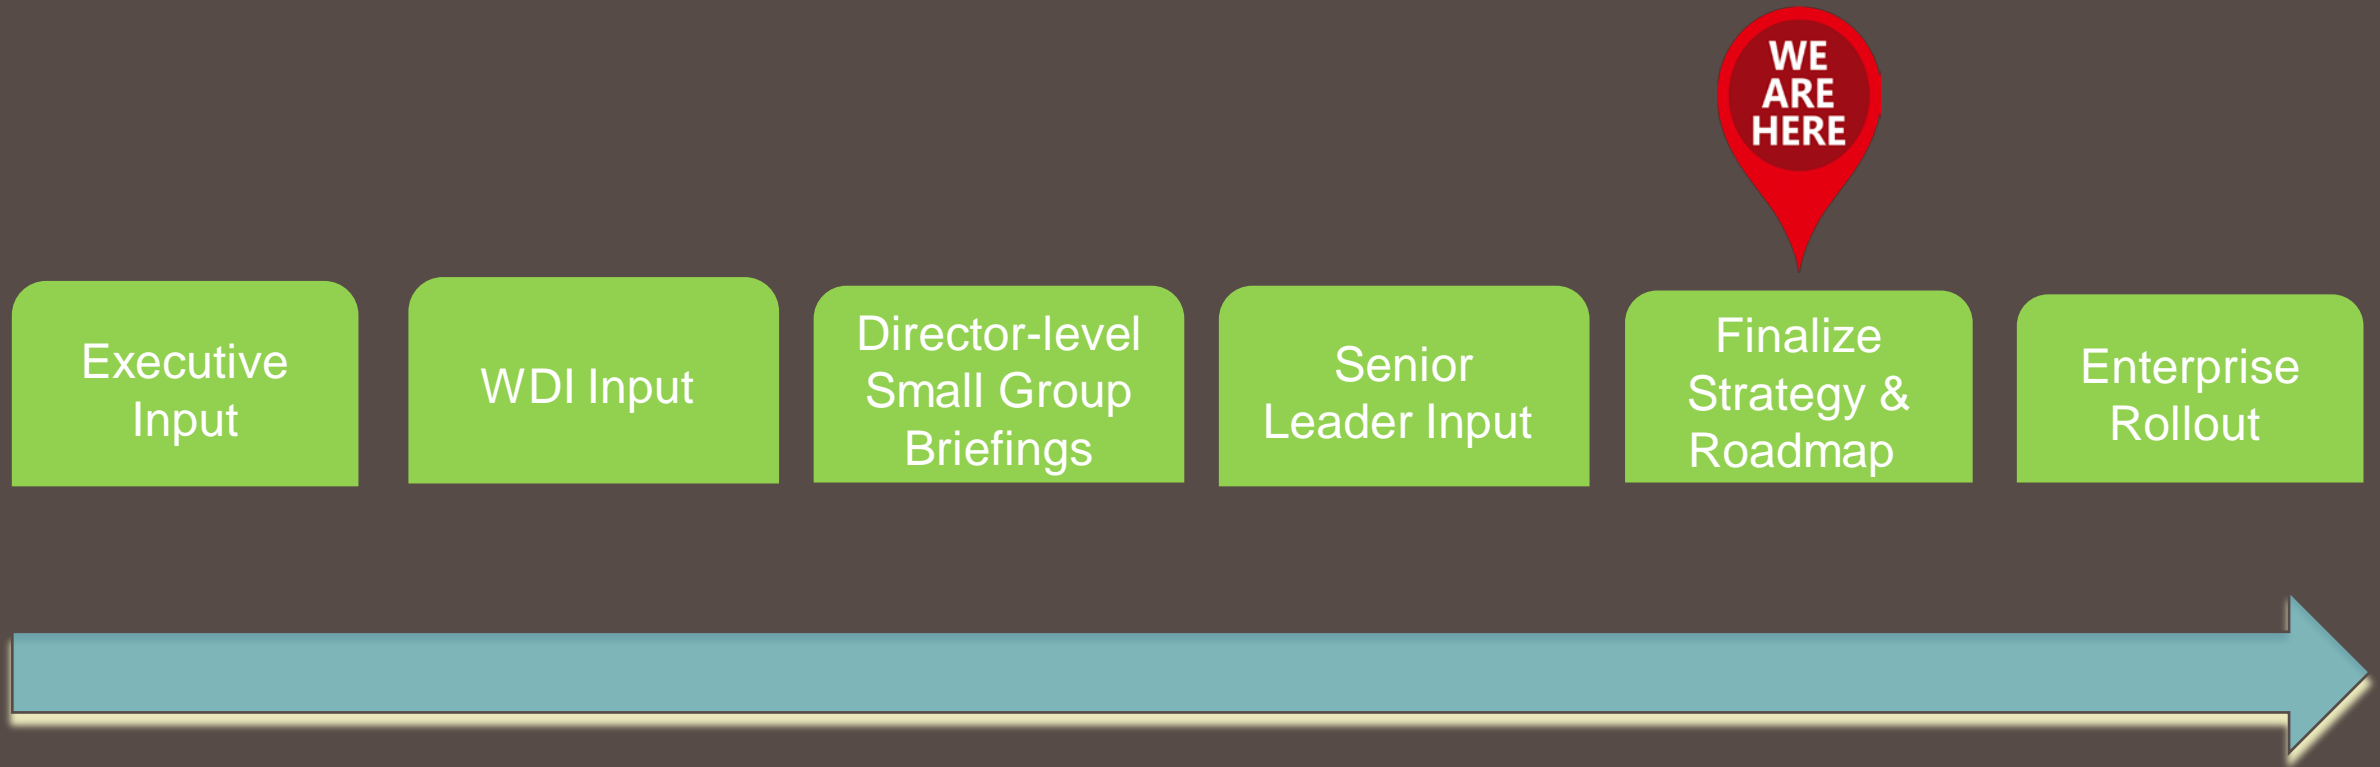 WE
ARE
HERE
Executive
Input
WDI Input
Director-level
Small Group
Briefings
Senior
Leader Input
Finalize
Strategy &
Roadmap
Enterprise
Rollout